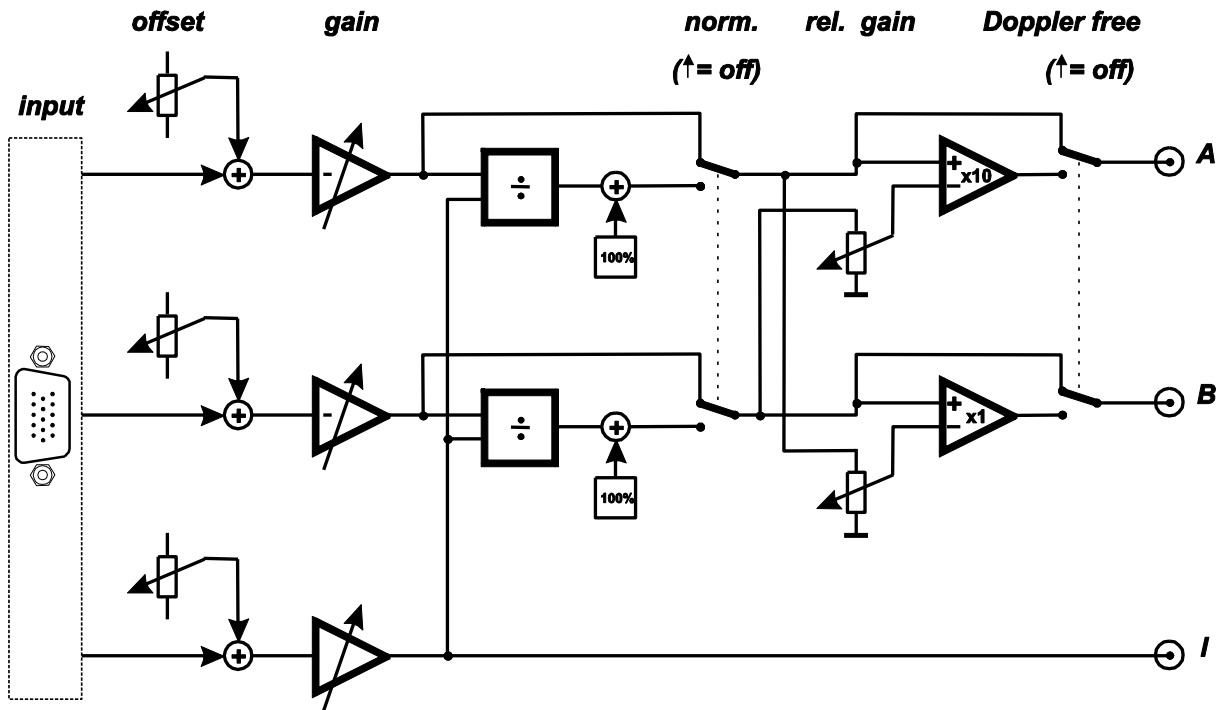 offset gain norm. rel. gain Doppler free
(↑= off) (↑= off)
input
A
+ - ÷ + + − x10
100%
B
+ - ÷ + + − x1
100%
I
+